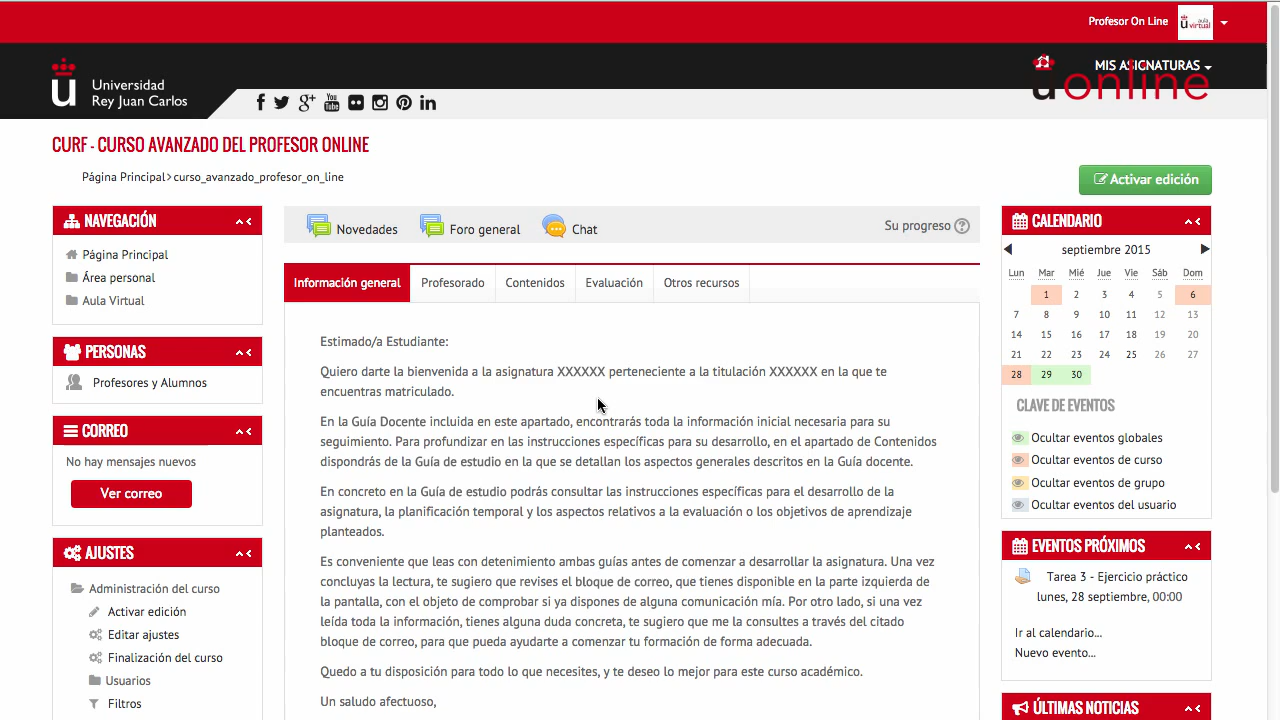 Profesor On Line
ü aula virtual
MIS ASIGNATURAS
u online
u Universidad
Rey Juan Carlos
CURF - CURSO AVANZADO DEL PROFESOR ONLINE
Página Principal› curso_avanzado_profesor_on_line
Activar edición
NAVEGACIÓN
Página Principal
Área personal
Aula Virtual
PERSONAS
Profesores y Alumnos
CORREO
No hay mensajes nuevos
Ver correo
AJUSTES
Administración del curso
Activar edición
Editar ajustes
Finalización del curso
Usuarios
Filtros
Novedades Foro general Chat Su progreso ?
Información general Profesorado Contenidos Evaluación Otros recursos
Estimado/a Estudiante:
Quiero darte la bienvenida a la asignatura XXXXXX perteneciente a la titulación XXXXXX en la que te
encuentras matriculado.
En la Guía Docente incluida en este apartado, encontrarás toda la información inicial necesaria para su
seguimiento. Para profundizar en las instrucciones específicas para su desarrollo, en el apartado de Contenidos
dispondrás de la Guía de estudio en la que se detallan los aspectos generales descritos en la Guía docente.
En concreto en la Guía de estudio podrás consultar las instrucciones específicas para el desarrollo de la
asignatura, la planificación temporal y los aspectos relativos a la evaluación o los objetivos de aprendizaje
planteados.
Es conveniente que leas con detenimiento ambas guías antes de comenzar a desarrollar la asignatura. Una vez
concluyas la lectura, te sugiero que revises el bloque de correo, que tienes disponible en la parte izquierda de
la pantalla, con el objeto de comprobar si ya dispones de alguna comunicación mía. Por otro lado, si una vez
leída toda la información, tienes alguna duda concreta, te sugiero que me la consultes a través del citado
bloque de correo, para que pueda ayudarte a comenzar tu formación de forma adecuada.
Quedo a tu disposición para todo lo que necesites, y te deseo lo mejor para este curso académico.
Un saludo afectuoso,
CALENDARIO
septiembre 2015
Lun Mar Mié Jue Vie Sáb Dom
1 2 3 4 5 6
7 8 9 10 11 12 13
14 15 16 17 18 19 20
21 22 23 24 25 26 27
28 29 30
CLAVE DE EVENTOS
Ocultar eventos globales
Ocultar eventos de curso
Ocultar eventos de grupo
Ocultar eventos del usuario
EVENTOS PRÓXIMOS
Tarea 3 - Ejercicio práctico
lunes, 28 septiembre, 00:00
Ir al calendario...
Nuevo evento...
ÚLTIMAS NOTICIAS